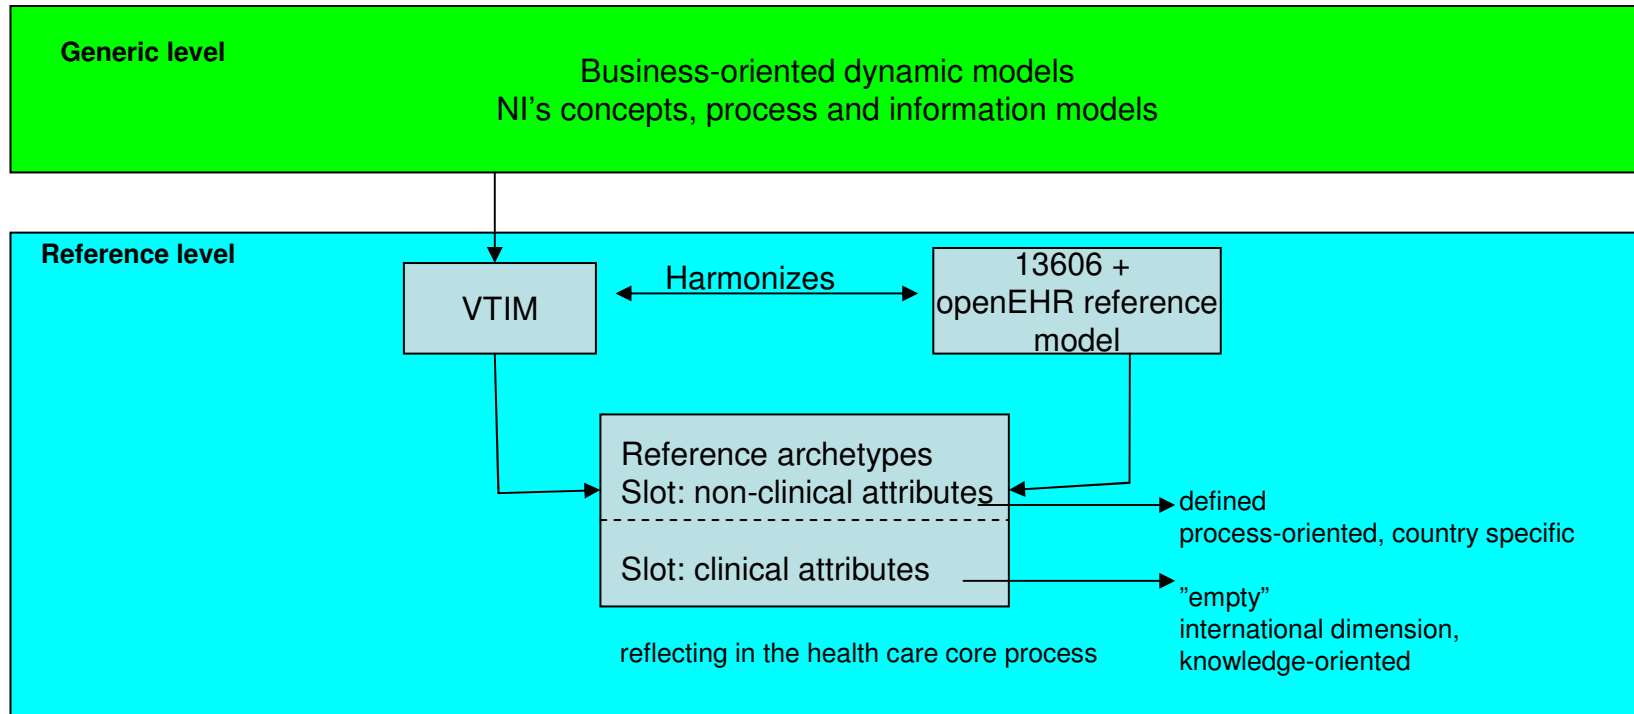 Generic level
Business-oriented dynamic models
NI's concepts, process and information models
Reference level
VTIM
Harmonizes
13606 +
openEHR reference
model
Reference archetypes
Slot: non-clinical attributes
defined
process-oriented, country specific
Slot: clinical attributes
”empty”
international dimension,
knowledge-oriented
reflecting in the health care core process